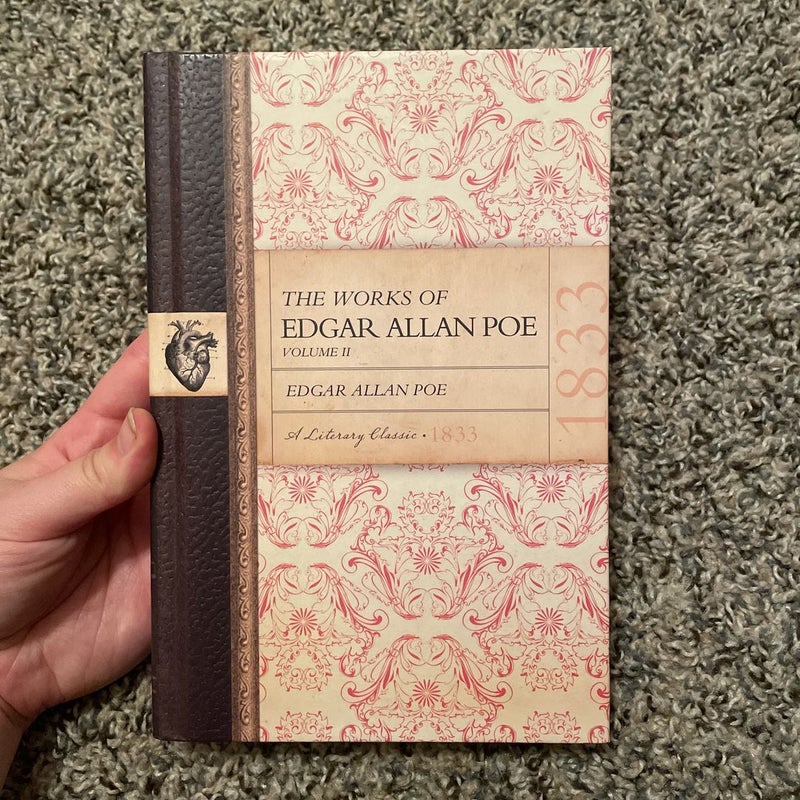 THE WORKS OF
EDGAR ALLAN POE
VOLUME II
EDGAR ALLAN POE
A Literary Classic • 1833
1833